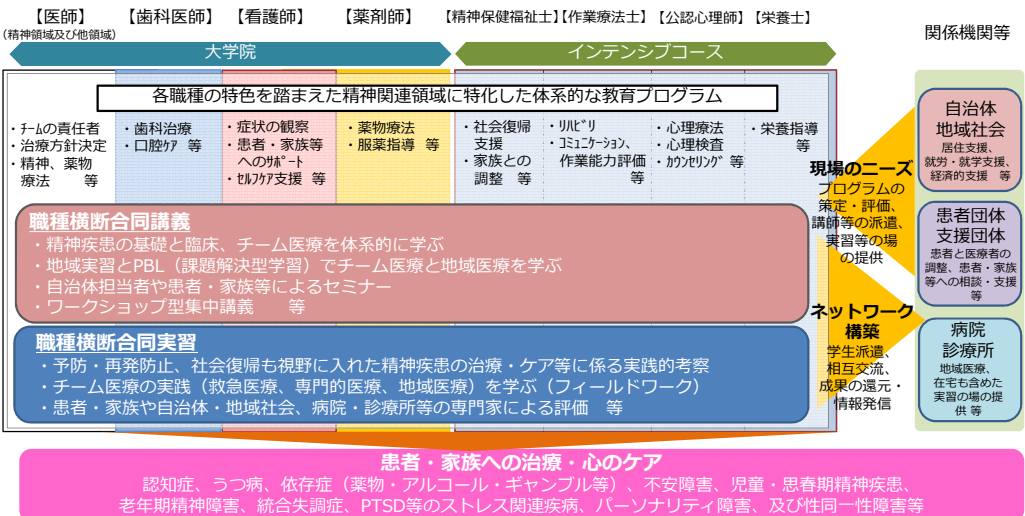 【医師】
(精神領域及び他領域)
【歯科医師】
【看護師】
【薬剤師】
【精神保健福祉士】
【作業療法士】
【公認心理師】
【栄養士】
関係機関等
大学院
インテンシブコース
各職種の特色を踏まえた精神関連領域に特化した体系的な教育プログラム
・ﾁｰﾑの責任者
・治療方針決定
・精神、薬物
療法　　等
・歯科治療
・口腔ｹｱ 等
・症状の観察
・患者・家族等
へのｻﾎﾟｰﾄ
・ｾﾙﾌｹｱ支援 等
・薬物療法
・服薬指導 等
・社会復帰
支援
・家族との
調整　等
・ﾘﾊﾋﾞﾘ
・ｺﾐｭﾆｹｰｼｮﾝ、
作業能力評価
等
・心理療法
・心理検査
・ｶｳﾝｾﾘﾝｸﾞ 等
・栄養指導
等
職種横断合同講義
・精神疾患の基礎と臨床、チーム医療を体系的に学ぶ
・地域実習とPBL（課題解決型学習）でチーム医療と地域医療を学ぶ
・自治体担当者や患者・家族等によるセミナー
・ワークショップ型集中講義　　等
職種横断合同実習
・予防・再発防止、社会復帰も視野に入れた精神疾患の治療・ケア等に係る実践的考察
・チーム医療の実践（救急医療、専門的医療、地域医療）を学ぶ（フィールドワーク）
・患者・家族や自治体・地域社会、病院・診療所等の専門家による評価　等
現場のニーズ
プログラムの
策定・評価、
講師等の派遣、
実習等の場
の提供
ネットワーク
構築
学生派遣、
相互交流、
成果の還元・
情報発信
自治体
地域社会
居住支援、
就労・就学支援、
経済的支援　等
患者団体
支援団体
患者と医療者の
調整、患者・家族
等への相談・支援
等
病院
診療所
地域医療、
在宅も含めた
実習の場の提
供 等
患者・家族への治療・心のケア
認知症、うつ病、依存症（薬物・アルコール・ギャンブル等）、不安障害、児童・思春期精神疾患、
老年期精神障害、統合失調症、PTSD等のストレス関連疾病、パーソナリティ障害、及び性同一性障害等